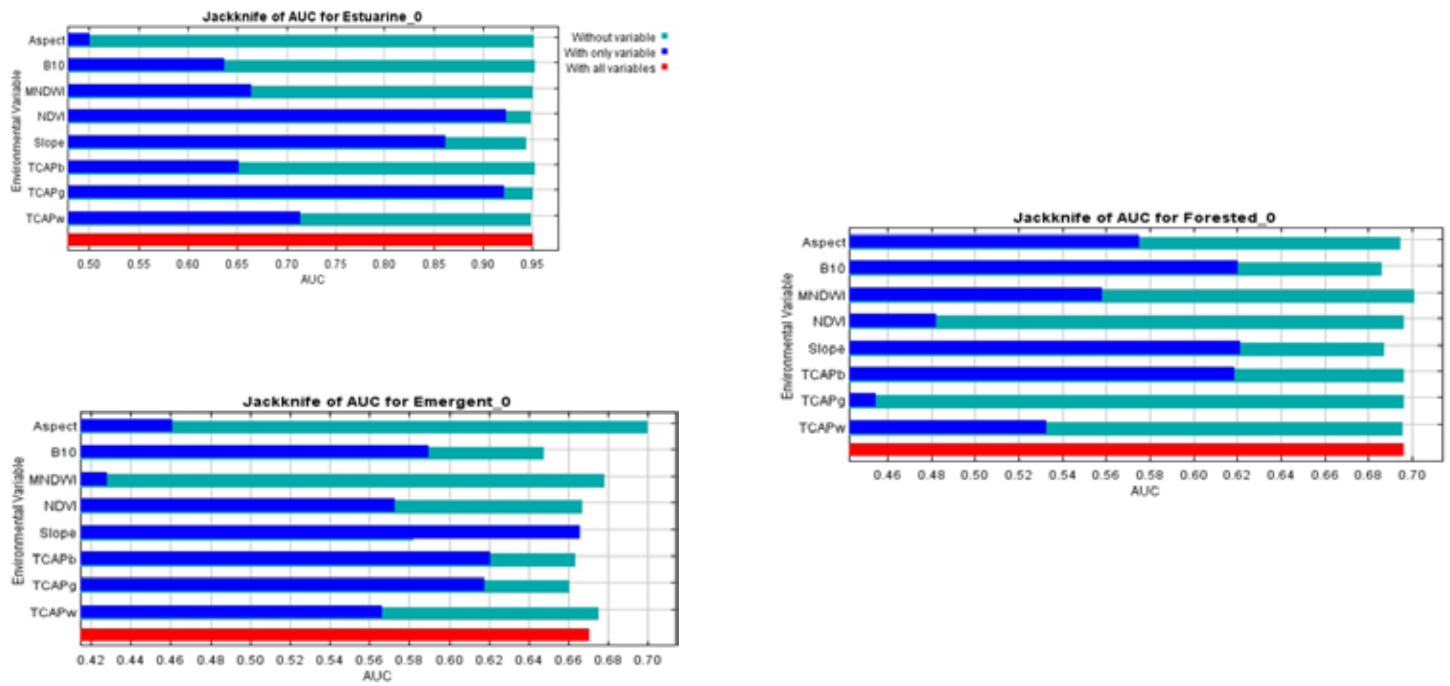 Jackknife of AUC for Estuarine_0
Environmental Variable
Aspect
B10
MNDWI
NDVI
Slope
TCAPb
TCAPg
TCAPw
Without variable
With only variable
With all variables
0.50 0.55 0.60 0.65 0.70 0.75 0.80 0.85 0.90 0.95
AUC
Jackknife of AUC for Forested_0
Environmental Variable
Aspect
B10
MNDWI
NDVI
Slope
TCAPb
TCAPg
TCAPw
0.46 0.48 0.50 0.52 0.54 0.56 0.58 0.60 0.62 0.64 0.66 0.68 0.70
AUC
Jackknife of AUC for Emergent_0
Environmental Variable
Aspect
B10
MNDWI
NDVI
Slope
TCAPb
TCAPg
TCAPw
0.42 0.44 0.46 0.48 0.50 0.52 0.54 0.56 0.58 0.60 0.62 0.64 0.66 0.68 0.70
AUC